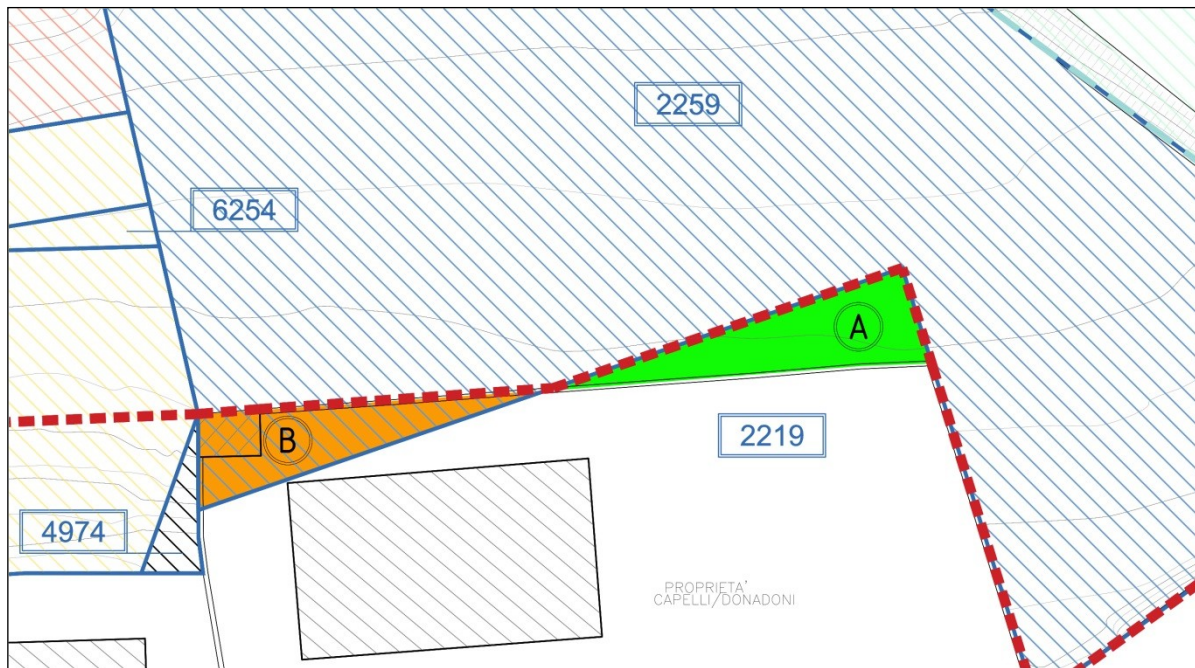 2259
6254
A
B
2219
4974
PROPRIETA'
CAPELLI/DONADONI